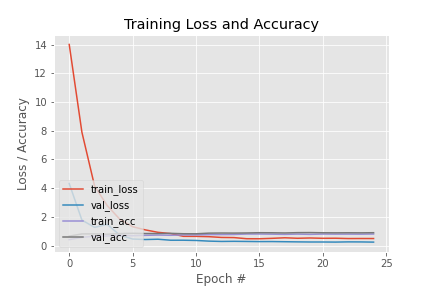 Training Loss and Accuracy
14
12
10
8
6
4
2
0
Loss / Accuracy
train_loss
val_loss
train_acc
val_acc
0 5 10 15 20 25
Epoch #